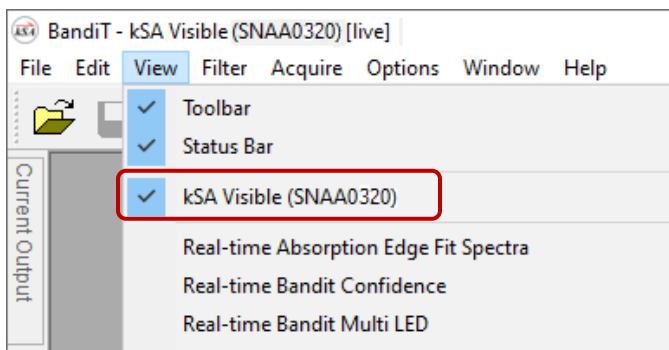 kSA BandiT - kSA Visible (SNAA0320) [live]
File Edit View Filter Acquire Options Window Help
Toolbar
Status Bar
kSA Visible (SNAA0320)
Real-time Absorption Edge Fit Spectra
Real-time Bandit Confidence
Real-time Bandit Multi LED
Current Output